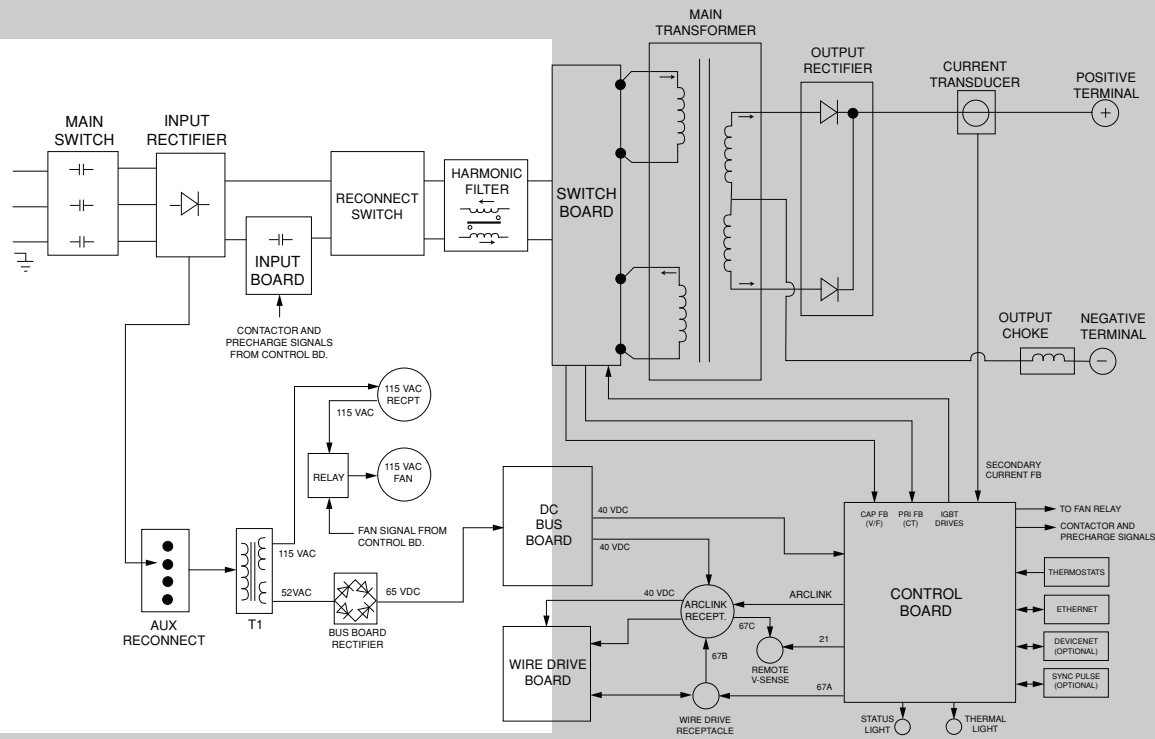 MAIN
TRANSFORMER
OUTPUT
RECTIFIER
CURRENT
TRANSDUCER
POSITIVE
TERMINAL
+
MAIN
SWITCH
INPUT
RECTIFIER
RECONNECT
SWITCH
HARMONIC
FILTER
SWITCH
BOARD
INPUT
BOARD
CONTACTOR AND
PRECHARGE SIGNALS
FROM CONTROL BD.
OUTPUT
CHOKE
NEGATIVE
TERMINAL
−
115 VAC
RECPT
115 VAC
RELAY
115 VAC
FAN
FAN SIGNAL FROM
CONTROL BD.
115 VAC
52VAC
65 VDC
AUX
RECONNECT
T1
BUS BOARD
RECTIFIER
DC
BUS
BOARD
40 VDC
40 VDC
SECONDARY
CURRENT FB
CAP FB
(V/F)
PRI FB
(CT)
IGBT
DRIVES
TO FAN RELAY
CONTACTOR AND
PRECHARGE SIGNALS
CONTROL
BOARD
THERMOSTATS
ETHERNET
DEVICENET
(OPTIONAL)
SYNC PULSE
(OPTIONAL)
40 VDC
ARCLINK
RECEPT.
ARCLINK
67C
21
67B
REMOTE
V-SENSE
67A
WIRE DRIVE
BOARD
WIRE DRIVE
RECEPTACLE
STATUS
LIGHT
THERMAL
LIGHT